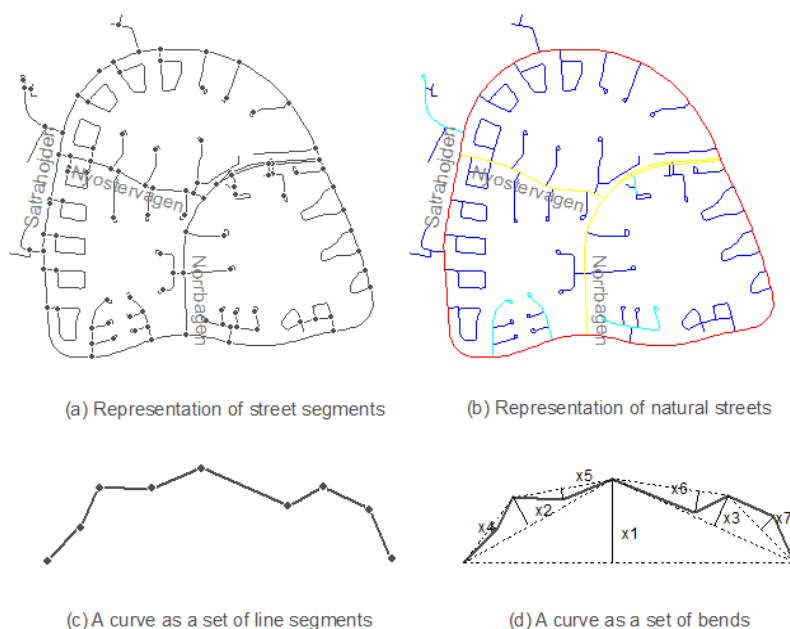 Satrahojden
Nyostervagen
Norrbagen
Satrahojden
Nyostervagen
Norrbagen
(a) Representation of street segments
(b) Representation of natural streets
x5
x6
x4
x2
x3
x7
x1
(c) A curve as a set of line segments
(d) A curve as a set of bends